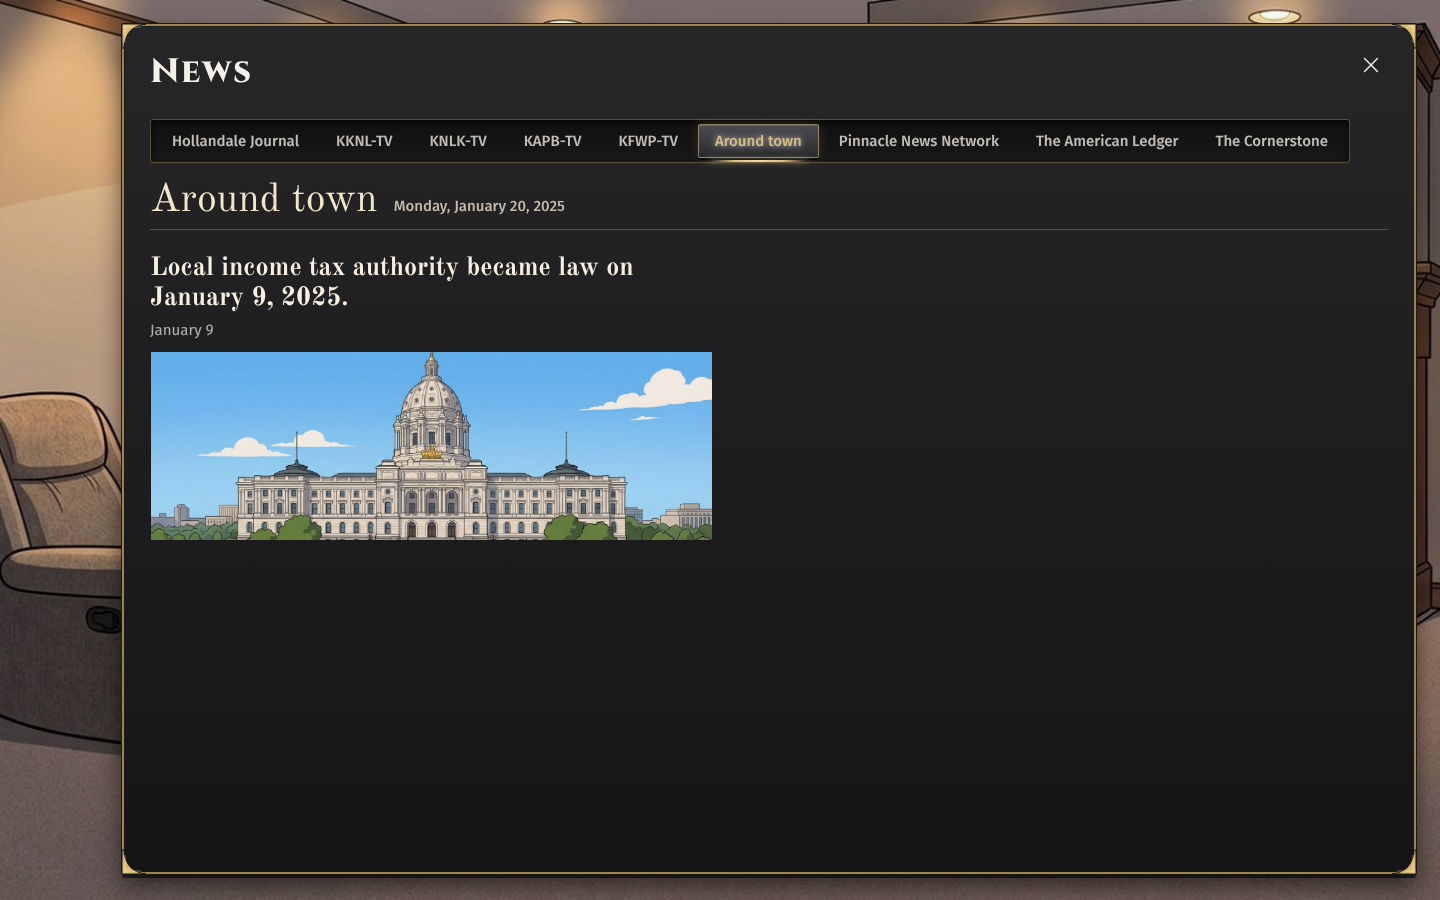 News
Hollandale Journal
KKNL-TV
KNLK-TV
KAPB-TV
KFWP-TV
Around town
Pinnacle News Network
The American Ledger
The Cornerstone
Around town
Monday, January 20, 2025
Local income tax authority became law on
January 9, 2025.
January 9